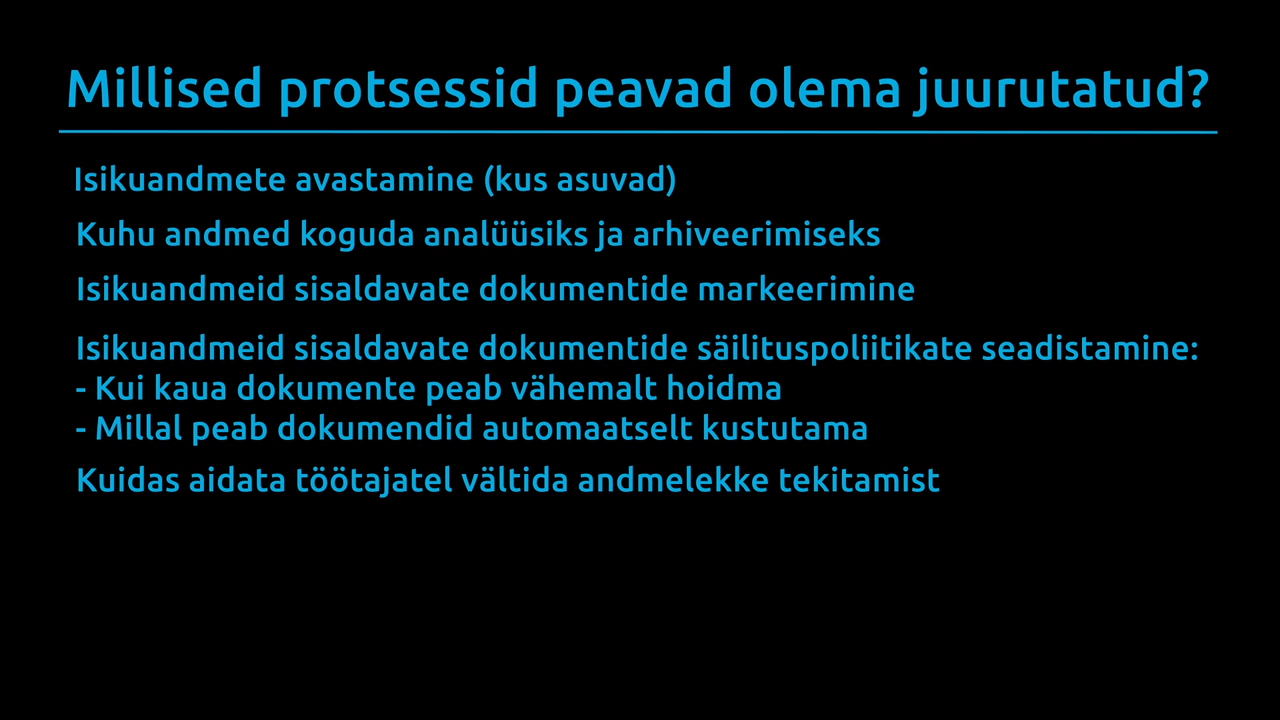 Millised protsessid peavad olema juurutatud?
Isikuandmete avastamine (kus asuvad)
Kuhu andmed koguda analüüsiks ja arhiveerimiseks
Isikuandmeid sisaldavate dokumentide markeerimine
Isikuandmeid sisaldavate dokumentide säilituspoliitikate seadistamine:
- Kui kaua dokumente peab vähemalt hoidma
- Millal peab dokumendid automaatselt kustutama
Kuidas aidata töötajatel vältida andmelekke tekitamist